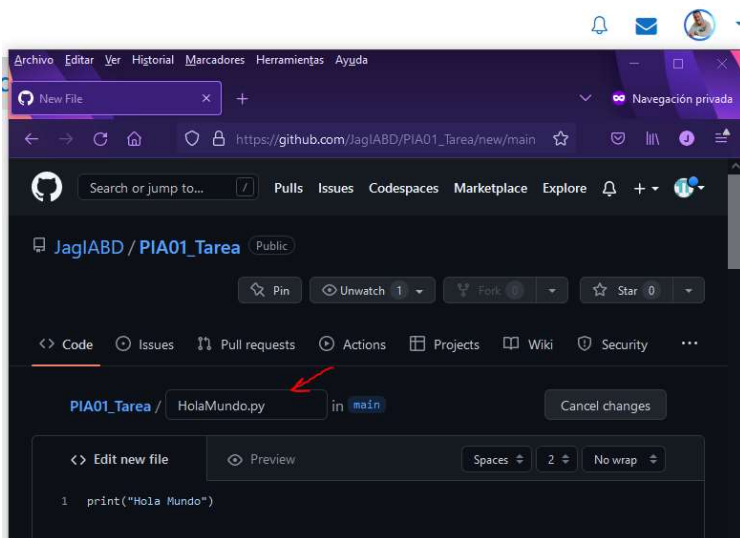 Archivo Editar Ver Historial Marcadores Herramientas Ayuda
New File
Navegación privada
https://github.com/JagIABD/PIA01_Tarea/new/main
J
Search or jump to... /
Pulls Issues Codespaces Marketplace Explore
JagIABD / PIA01_Tarea Public
Pin Unwatch 1 Fork 0 Star 0
Code Issues Pull requests Actions Projects Wiki Security
PIA01_Tarea / HolaMundo.py in main Cancel changes
Edit new file Preview Spaces 2 No wrap
1 print("Hola Mundo")